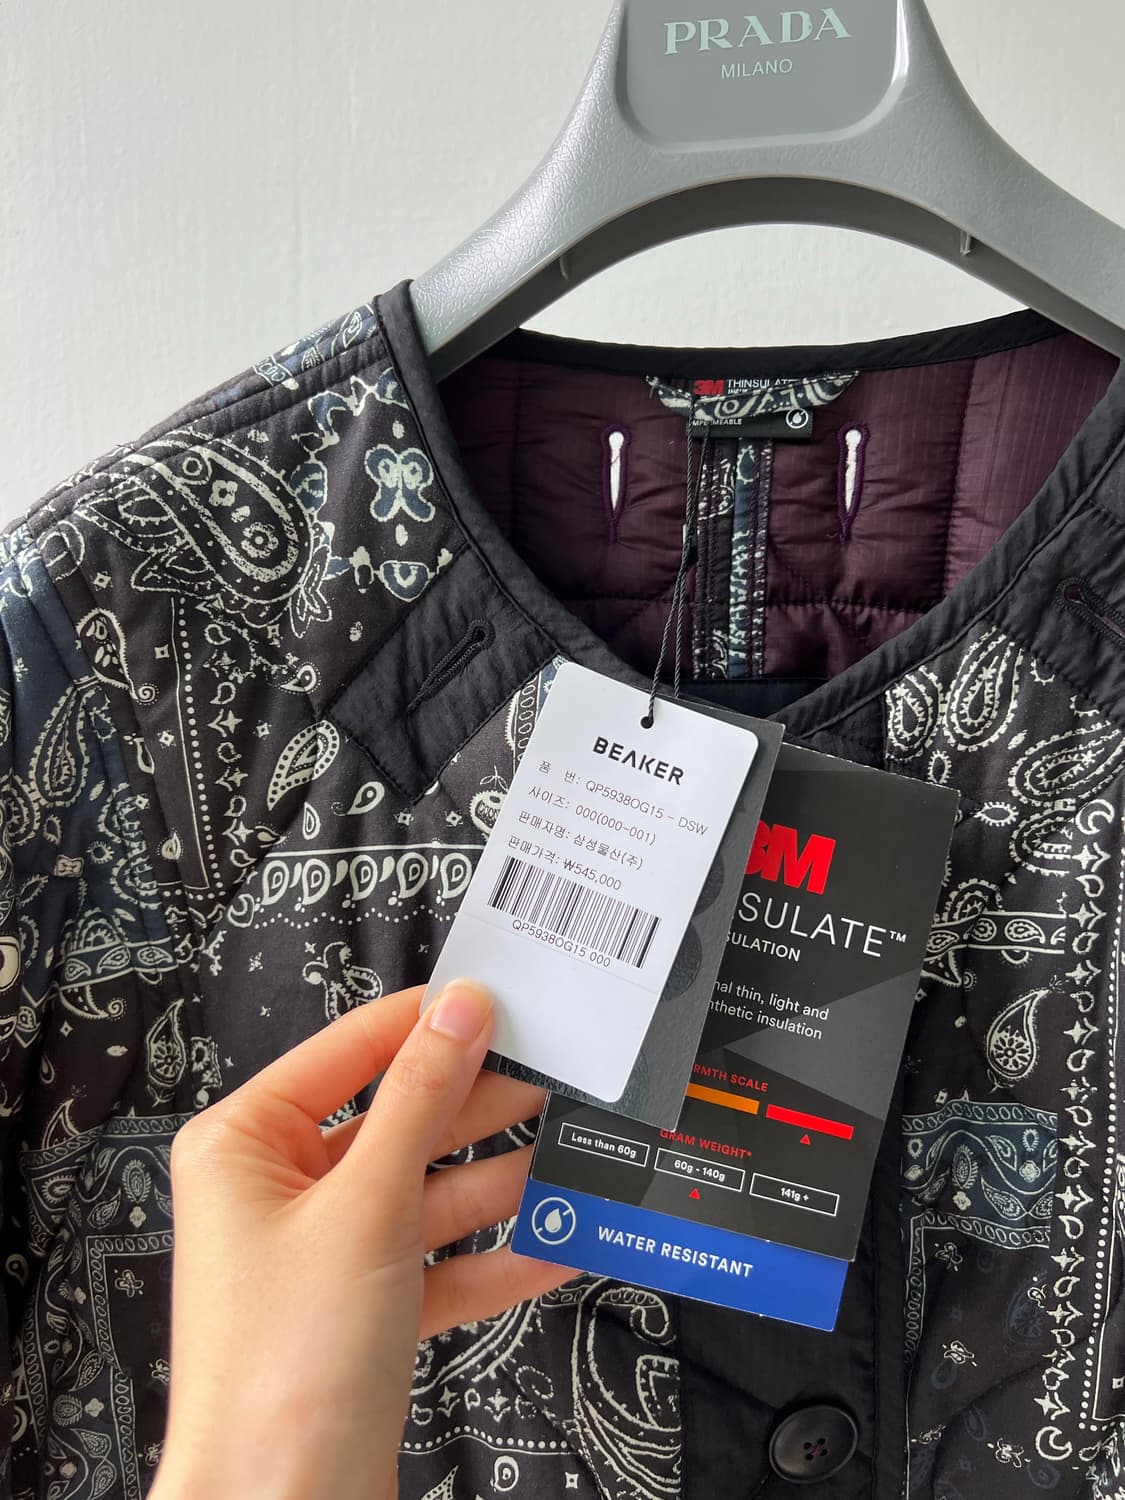 PRADA
MILANO
3M THINSULATE
BEAKER
품 번: QP5938OG15 - DSW
사이즈: 000(000-001)
판매자명: 삼성물산(주)
판매가격: ₩545,000
QP5938OG15 000
3M
SULATE™
SULATION
nal thin, light and
nthetic insulation
RMTH SCALE
GRAM WEIGHT*
Less than 60g
60g - 140g
141g +
WATER RESISTANT